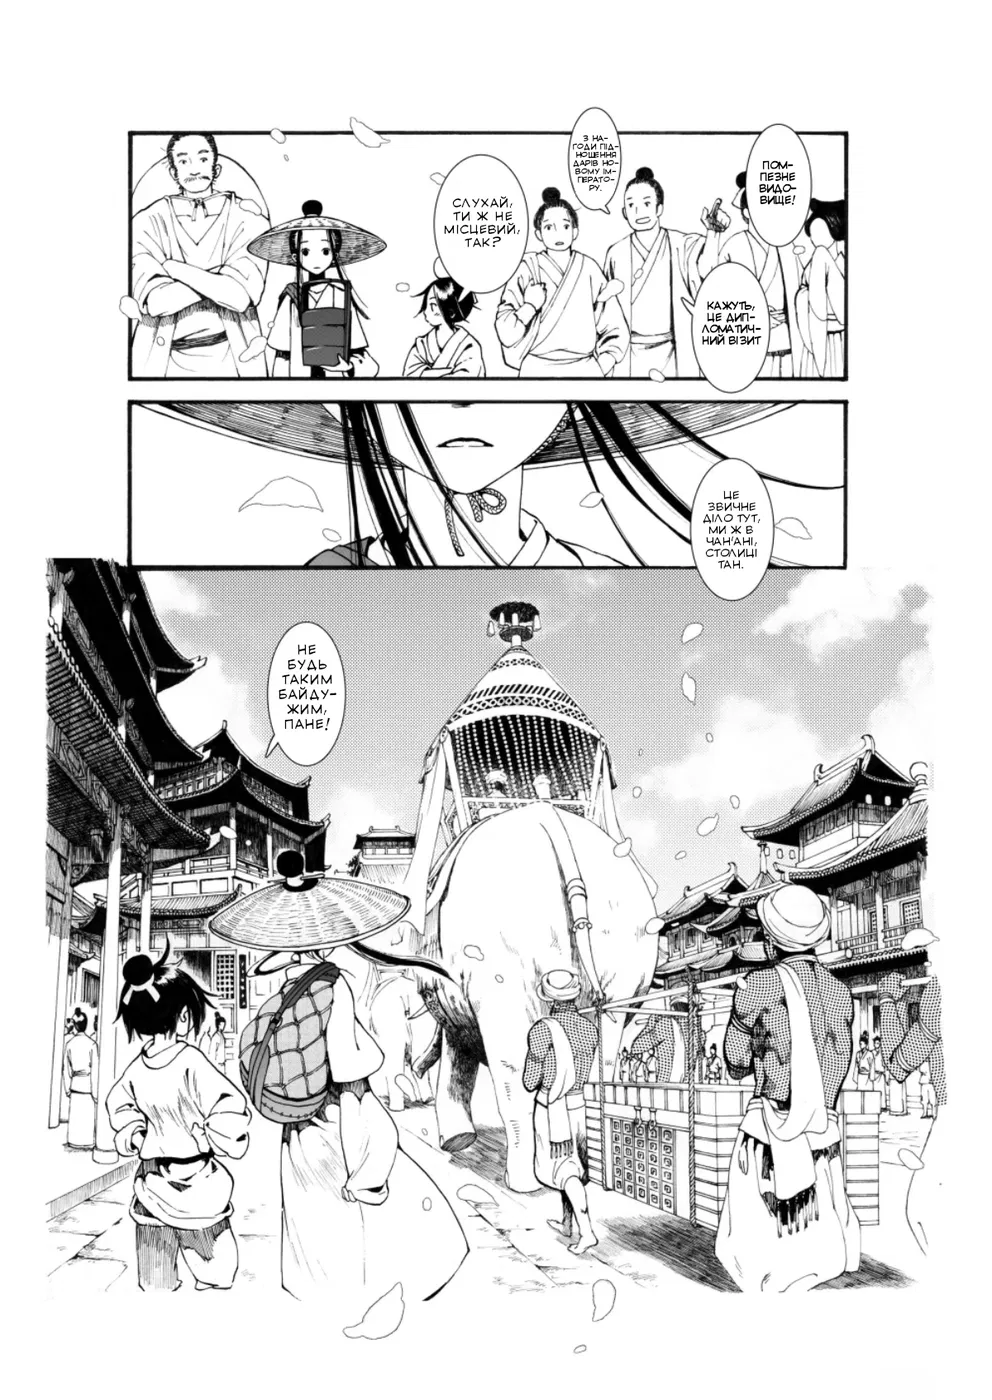 ПОМ-
ПЕЗНЕ
ВИДО-
ВИЩЕ!
КАЖУТЬ,
ЦЕ ДИП-
ЛОМАТИЧ-
НИЙ ВІЗИТ
З НА-
ГОДИ ПІД-
НОШЕННЯ
ДАРІВ НО-
ВОМУ ІМ-
ПЕРАТО-
РУ.
СЛУХАЙ,
ТИ Ж НЕ
МІСЦЕВИЙ,
ТАК?
ЦЕ
ЗВИЧНЕ
ДІЛО ТУТ,
МИ Ж В
ЧАН'АНІ,
СТОЛИЦІ
ТАН.
НЕ
БУДЬ
ТАКИМ
БАЙДУ-
ЖИМ,
ПАНЕ!